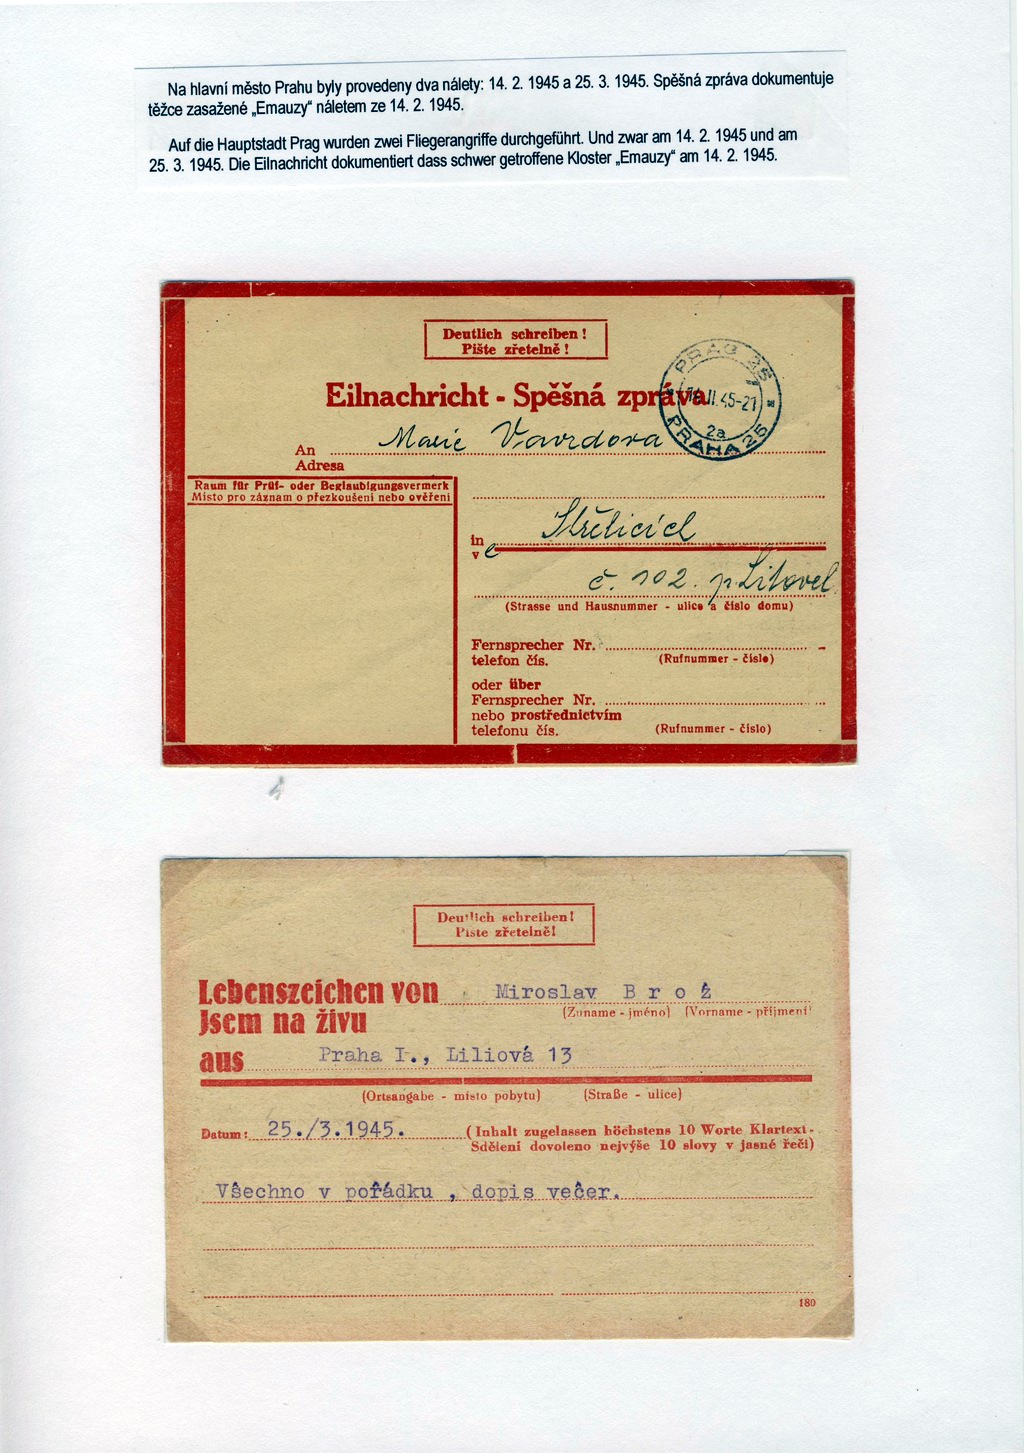 Na hlavní město Prahu byly provedeny dva nálety: 14. 2. 1945 a 25. 3. 1945. Spěšná zpráva dokumentuje
těžce zasažené „Emauzy“ náletem ze 14. 2. 1945.
Auf die Hauptstadt Prag wurden zwei Fliegerangriffe durchgeführt. Und zwar am 14. 2. 1945 und am
25. 3. 1945. Die Eilnachricht dokumentiert dass schwer getroffene Kloster „Emauzy“ am 14. 2. 1945.
Deutlich schreiben!
Pište zřetelně!
PRAG 25
II.45-21
2a
PRAHA 25
Eilnachricht - Spěšná zpráva
An Marie Vavrdova
Adresa
Raum für Prüf- oder Beglaubigungsvermerk
Místo pro záznam o přezkoušení nebo ověření
in
v
č. 102. p. Litovel
(Strasse und Hausnummer - ulice a číslo domu)
Fernsprecher Nr.
telefon čís. (Rufnummer - číslo)
oder über
Fernsprecher Nr.
nebo prostřednictvím
telefonu čís. (Rufnummer - číslo)
Deutlich schreiben!
Pište zřetelně!
Lebenszeichen von Miroslav Brož
Jsem na živu (Zuname - jméno) (Vorname - příjmení)
aus Praha I., Liliová 13
(Ortsangabe - místo pobytu) (Straße - ulice)
Datum: 25./3.1945. (Inhalt zugelassen höchstens 10 Worte Klartext -
Sdělení dovoleno nejvýše 10 slovy v jasné řeči)
Všechno v pořádku , dopis večer.
180